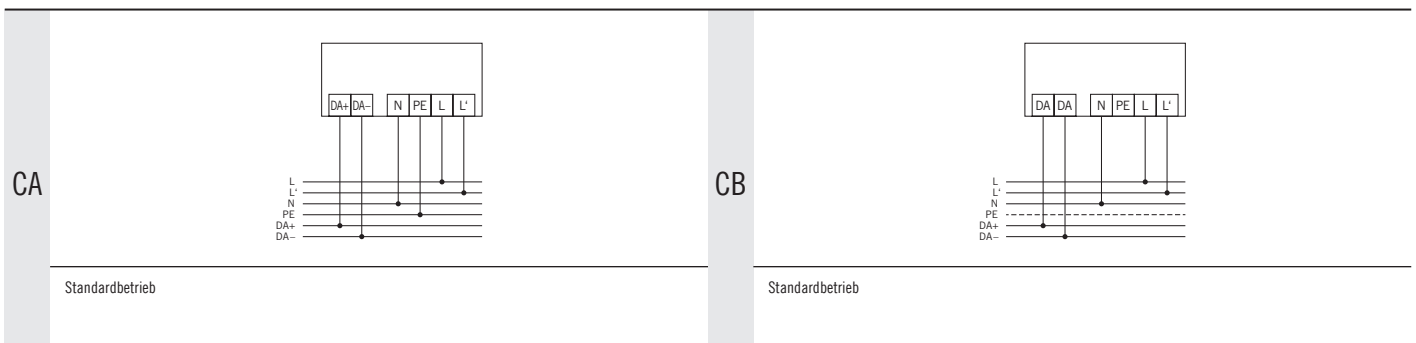 CA
DA+ DA– N PE L L‘
L
L‘
N
PE
DA+
DA–
Standardbetrieb
CB
DA DA N PE L L‘
L
L‘
N
PE
DA+
DA–
Standardbetrieb